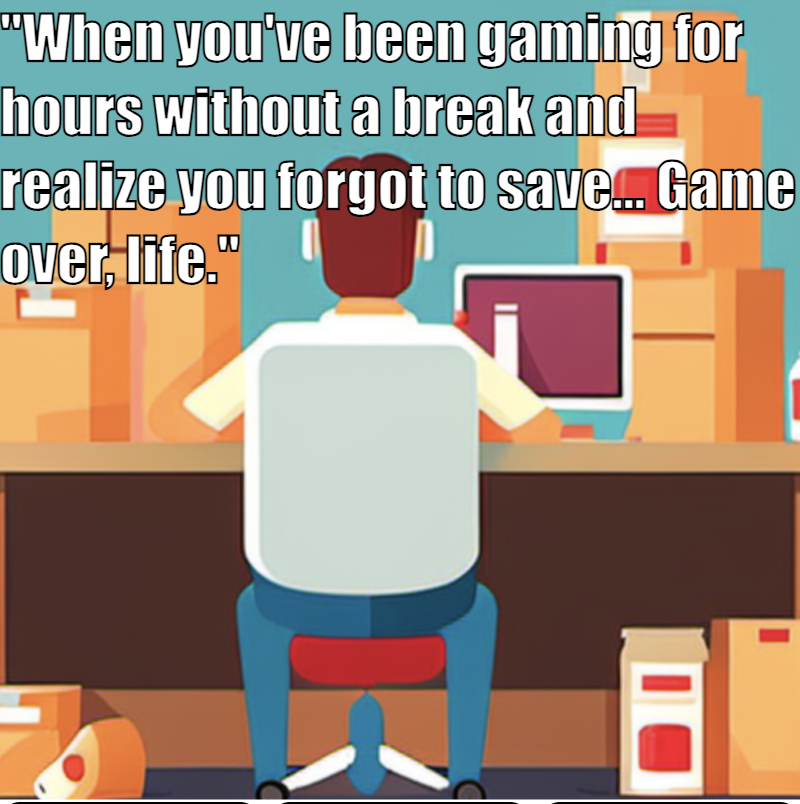 "When you've been gaming for
hours without a break and
realize you forgot to save... Game
over, life."